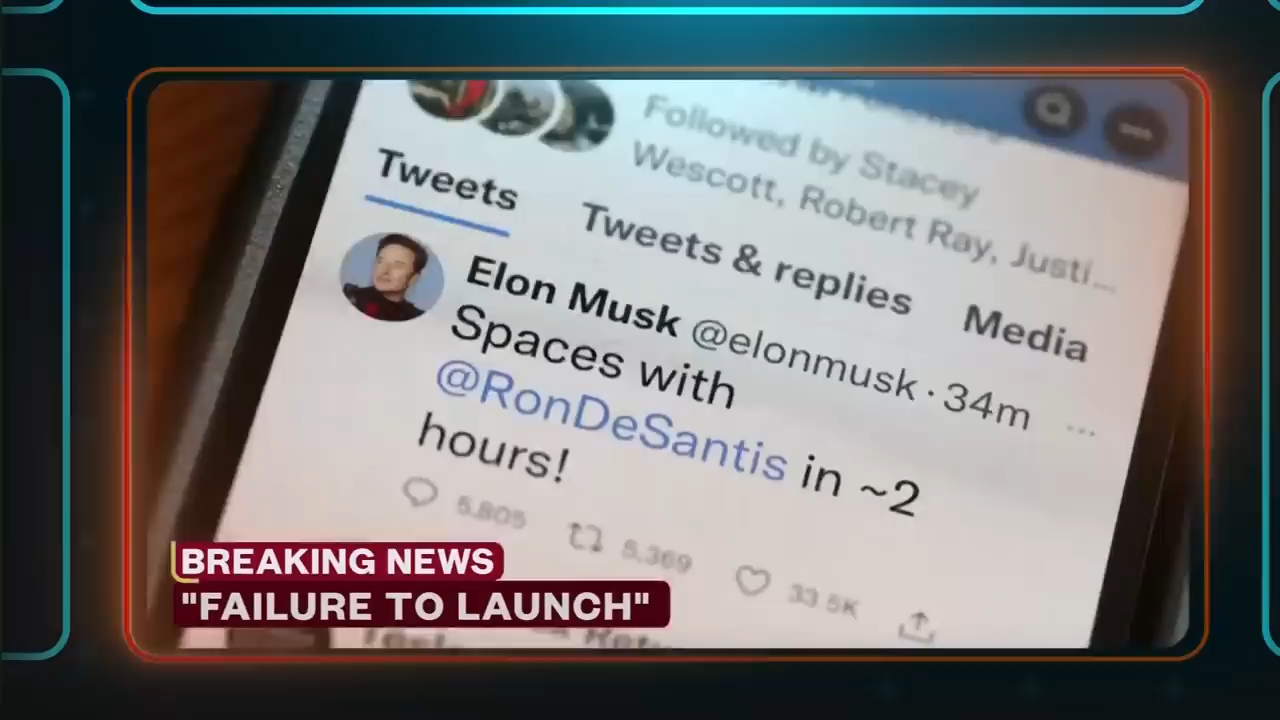 Followed by Stacey
Wescott, Robert Ray, Justi...
Tweets
Tweets & replies
Media
Elon Musk @elonmusk · 34m
Spaces with
@RonDeSantis in ~2
hours!
5,805
5,369
33.5K
BREAKING NEWS
"FAILURE TO LAUNCH"